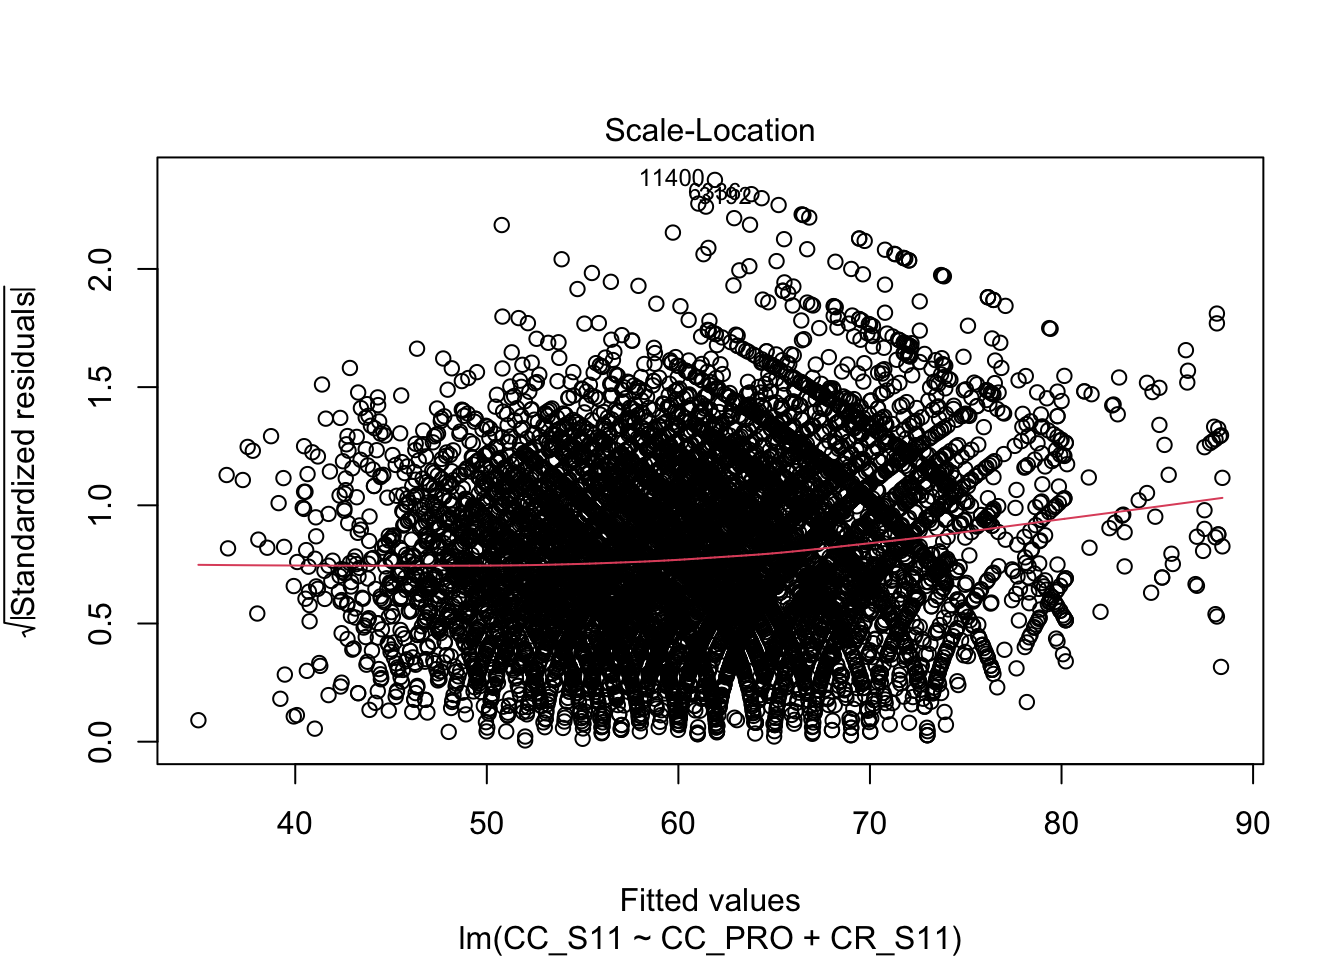 Scale-Location
11400
√|Standardized residuals|
2.0
1.5
1.0
0.5
0.0
40 50 60 70 80 90
Fitted values
lm(CC_S11 ~ CC_PRO + CR_S11)